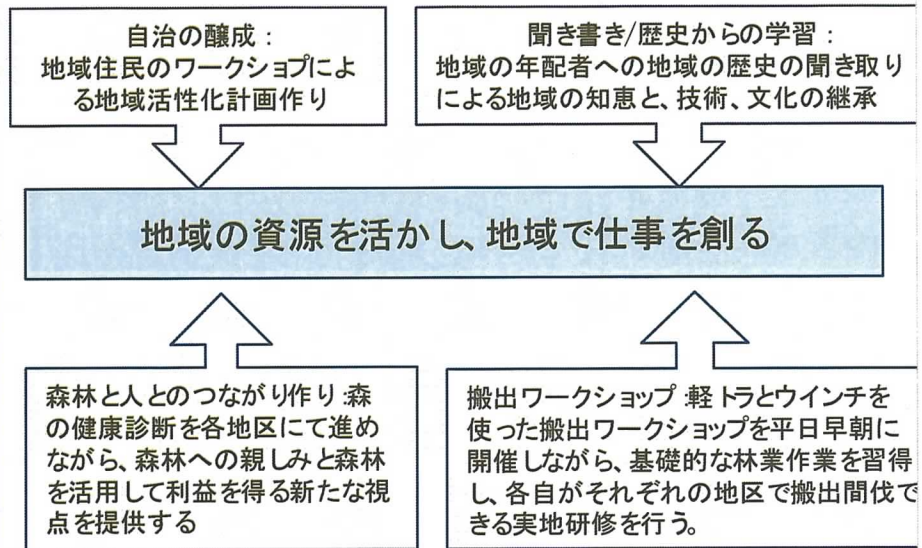 自治の醸成：
地域住民のワークショプによ
る地域活性化計画作り
聞き書き/歴史からの学習：
地域の年配者への地域の歴史の聞き取り
による地域の知恵と、技術、文化の継承
地域の資源を活かし、地域で仕事を創る
森林と人とのつながり作り：森
の健康診断を各地区にて進め
ながら、森林への親しみと森林
を活用して利益を得る新たな視
点を提供する
搬出ワークショップ：軽トラとウインチを
使った搬出ワークショップを平日早朝に
開催しながら、基礎的な林業作業を習得
し、各自がそれぞれの地区で搬出間伐で
きる実地研修を行う。